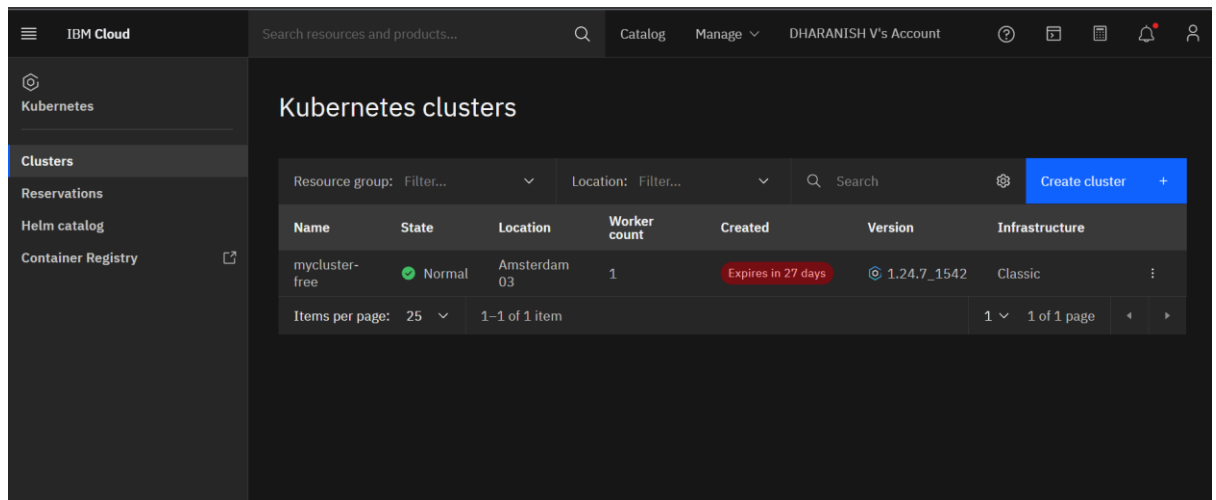 IBM Cloud
Search resources and products...
Catalog
Manage
DHARANISH V's Account
Kubernetes
Clusters
Reservations
Helm catalog
Container Registry
Kubernetes clusters
Resource group: Filter...
Location: Filter...
Search
Create cluster +
Name State Location Worker count Created Version Infrastructure
mycluster-free Normal Amsterdam 03 1 Expires in 27 days 1.24.7_1542 Classic
Items per page: 25 1–1 of 1 item 1 1 of 1 page